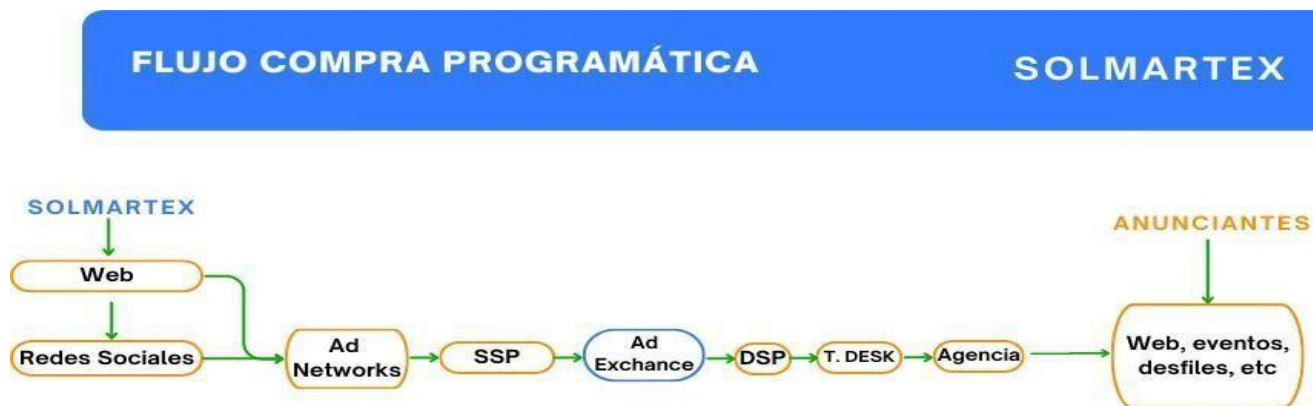 FLUJO COMPRA PROGRAMÁTICA
SOLMARTEX
SOLMARTEX
ANUNCIANTES
Web
Redes Sociales
Ad
Networks
SSP
Ad
Exchance
DSP
T. DESK
Agencia
Web, eventos,
desfiles, etc